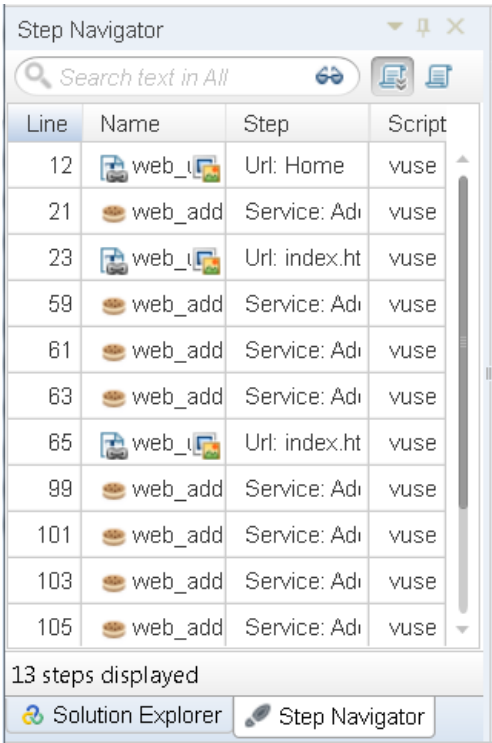 Step Navigator
Search text in All
Line Name Step Script
12 web_u Url: Home vuse
21 web_add Service: Ad vuse
23 web_u Url: index.ht vuse
59 web_add Service: Ad vuse
61 web_add Service: Ad vuse
63 web_add Service: Ad vuse
65 web_u Url: index.ht vuse
99 web_add Service: Ad vuse
101 web_add Service: Ad vuse
103 web_add Service: Ad vuse
105 web_add Service: Ad vuse
13 steps displayed
Solution Explorer Step Navigator